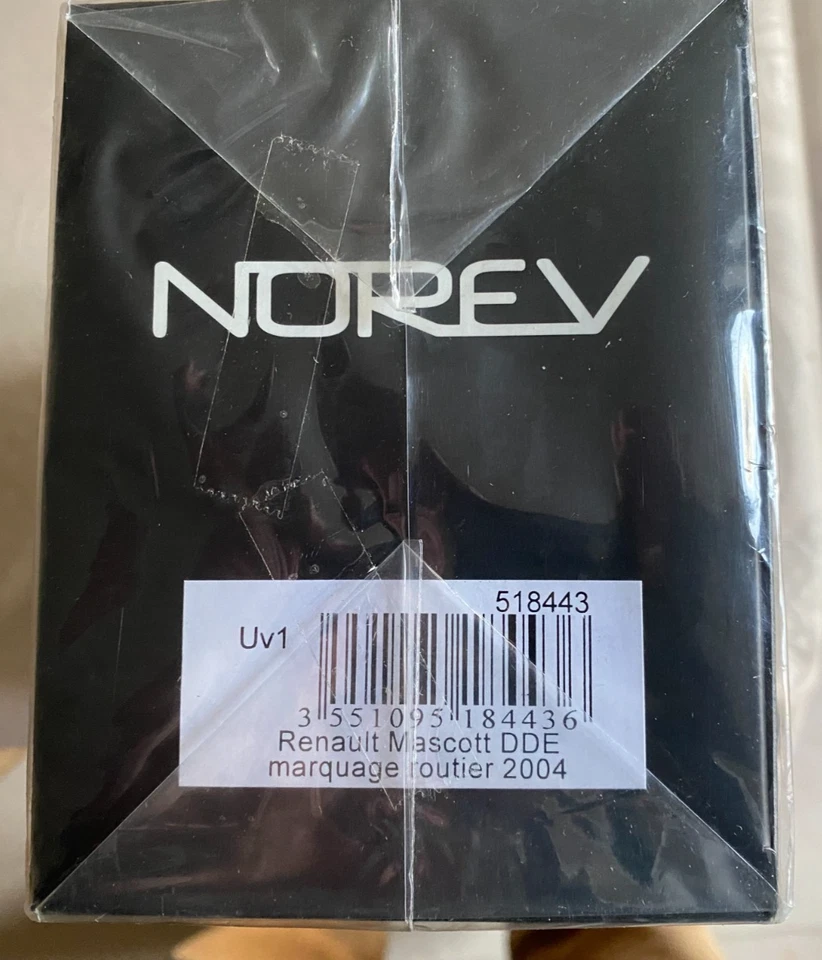 NOREV
518443
Uv1
3 551095 184436
Renault Mascott DDE
marquage routier 2004